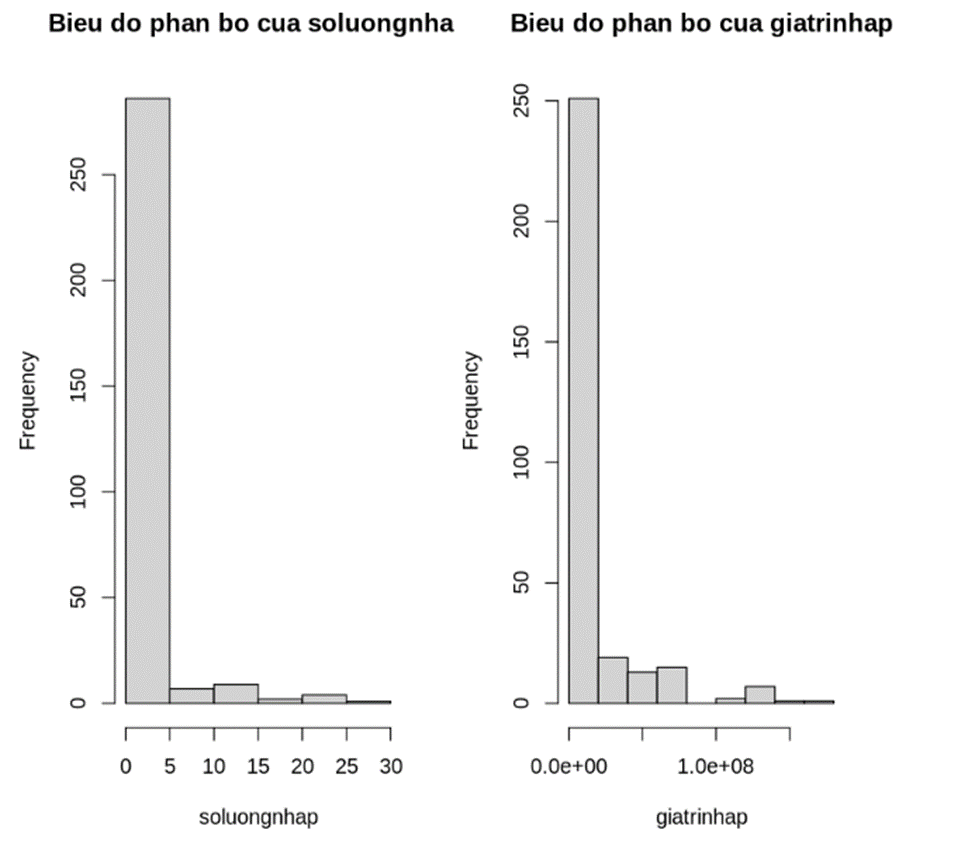 Bieu do phan bo cua soluongnha
Frequency
250
200
150
100
50
0
0 5 10 15 20 25 30
soluongnhap
Bieu do phan bo cua giatrinhap
Frequency
250
200
150
100
50
0
0.0e+00 1.0e+08
giatrinhap